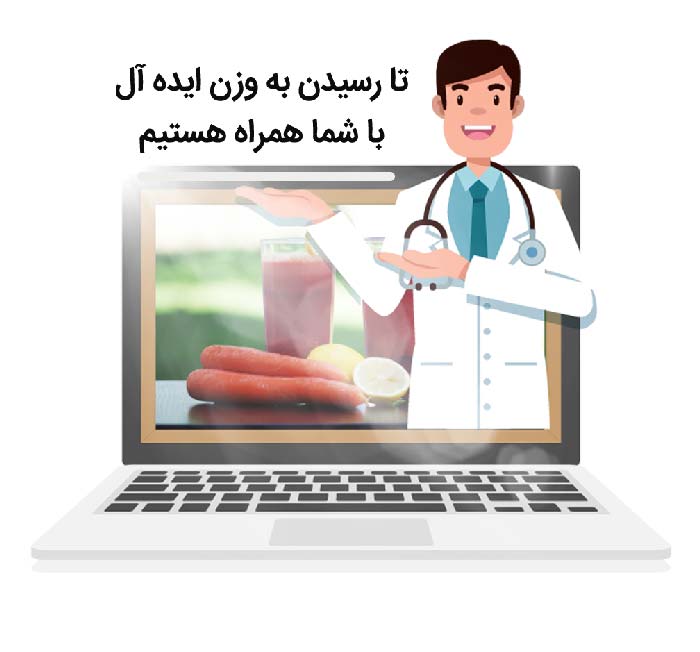 تا رسیدن به وزن ایده آل
با شما همراه هستیم